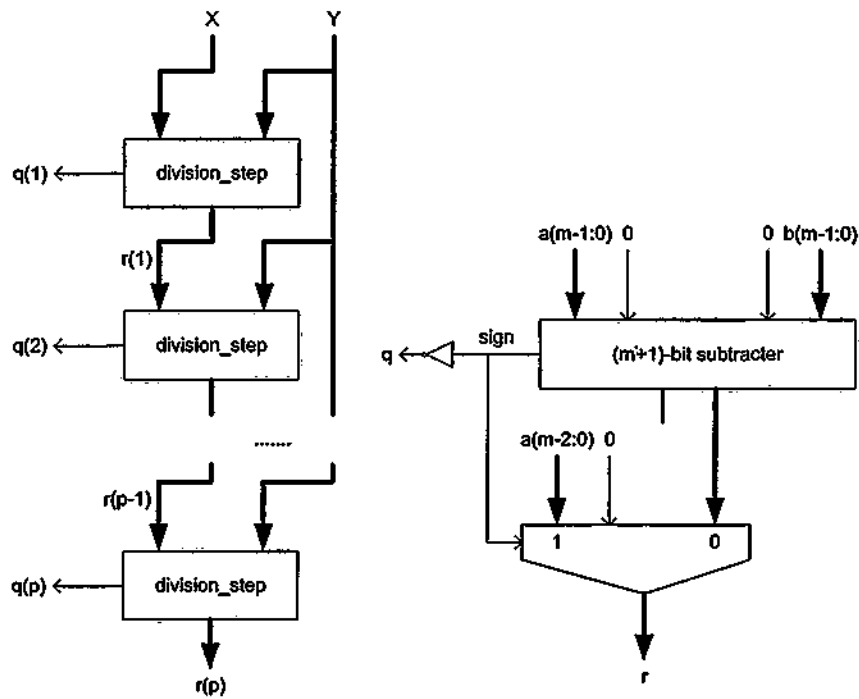 X Y
q(1) division_step
r(1)
q(2) division_step
........
r(p-1)
q(p) division_step
r(p)
a(m-1:0) 0 0 b(m-1:0)
sign
q (m+1)-bit subtracter
a(m-2:0) 0
1 0
r